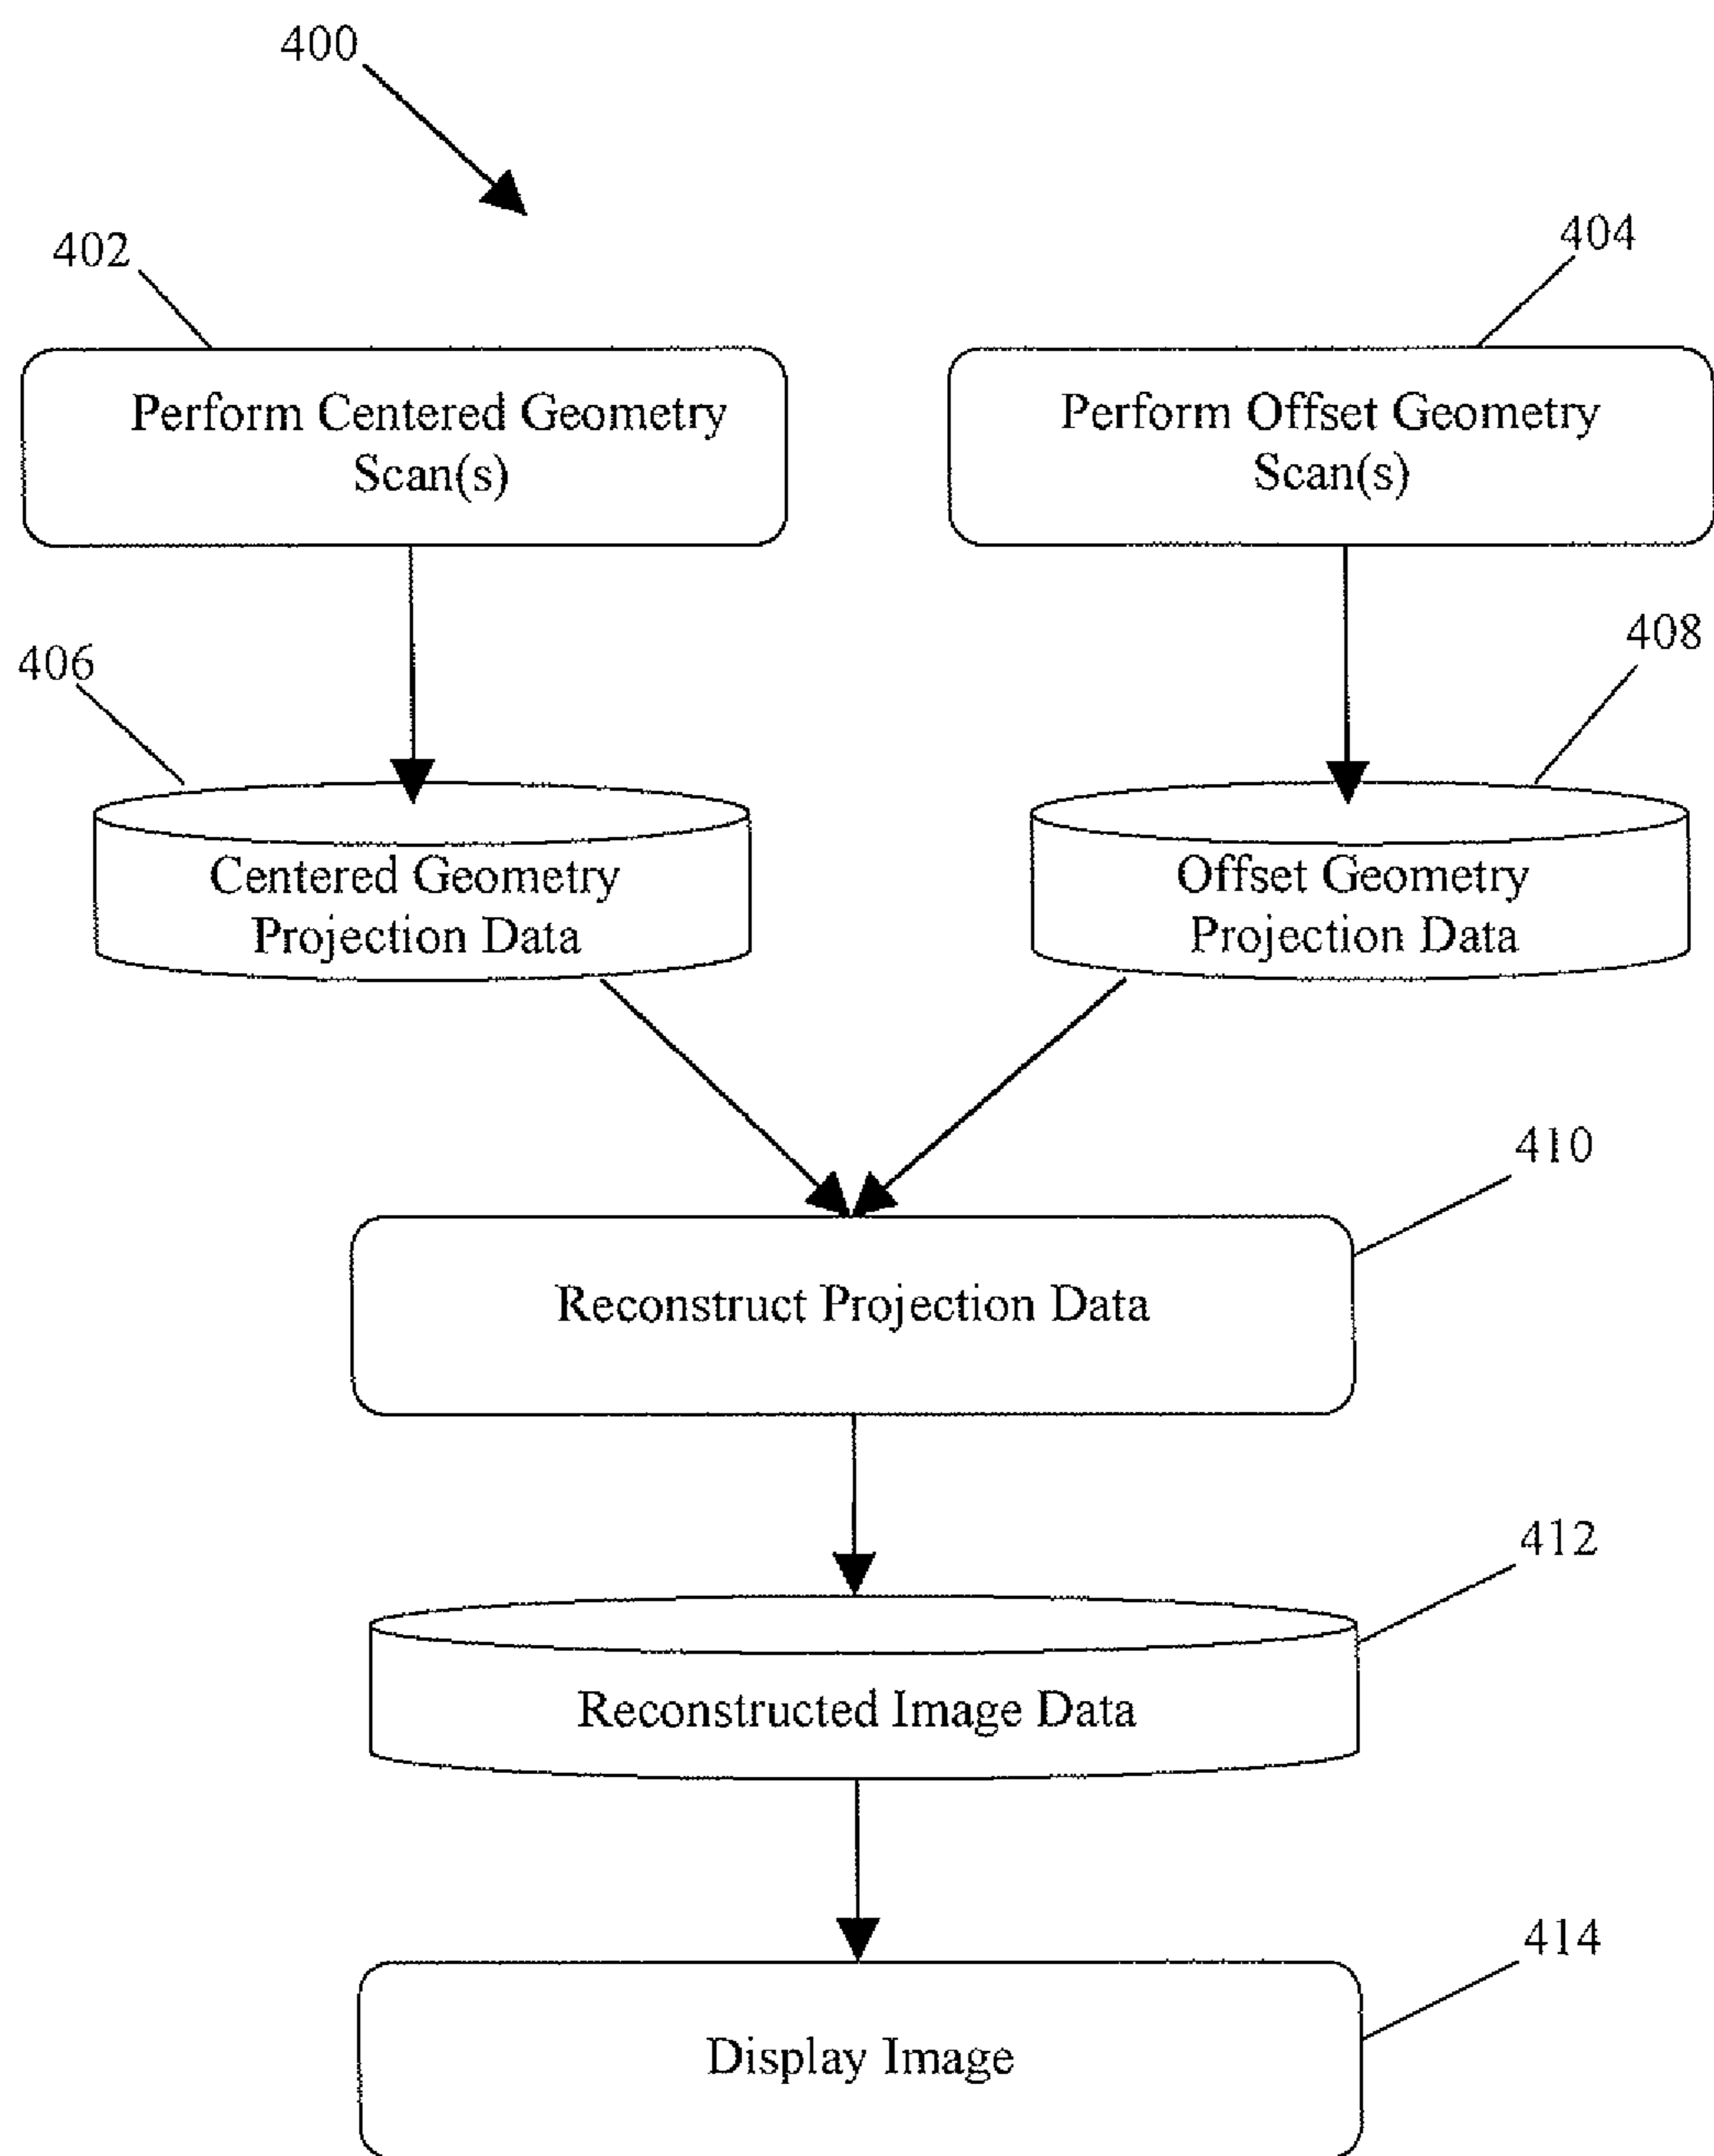 400
402
404
Perform Centered Geometry
Scan(s)
Perform Offset Geometry
Scan(s)
406
408
Centered Geometry
Projection Data
Offset Geometry
Projection Data
410
Reconstruct Projection Data
412
Reconstructed Image Data
414
Display Image